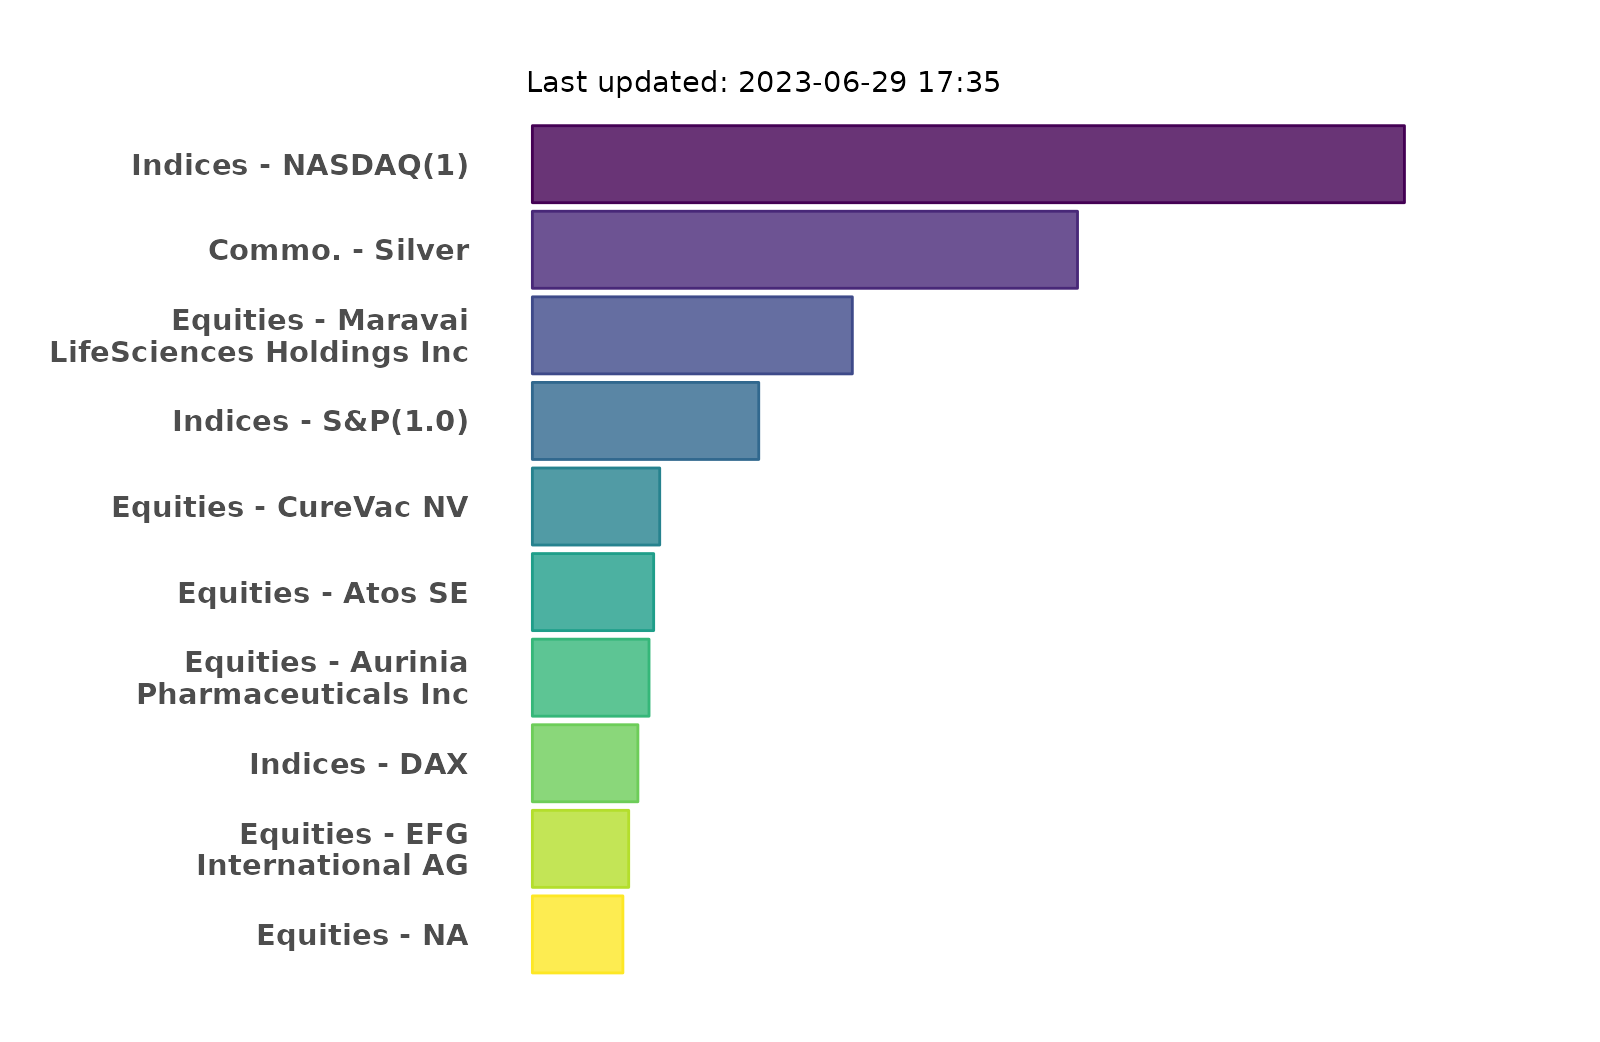 Last updated: 2023-06-29 17:35
Indices - NASDAQ(1)
Commo. - Silver
Equities - Maravai
LifeSciences Holdings Inc
Indices - S&P(1.0)
Equities - CureVac NV
Equities - Atos SE
Equities - Aurinia
Pharmaceuticals Inc
Indices - DAX
Equities - EFG
International AG
Equities - NA